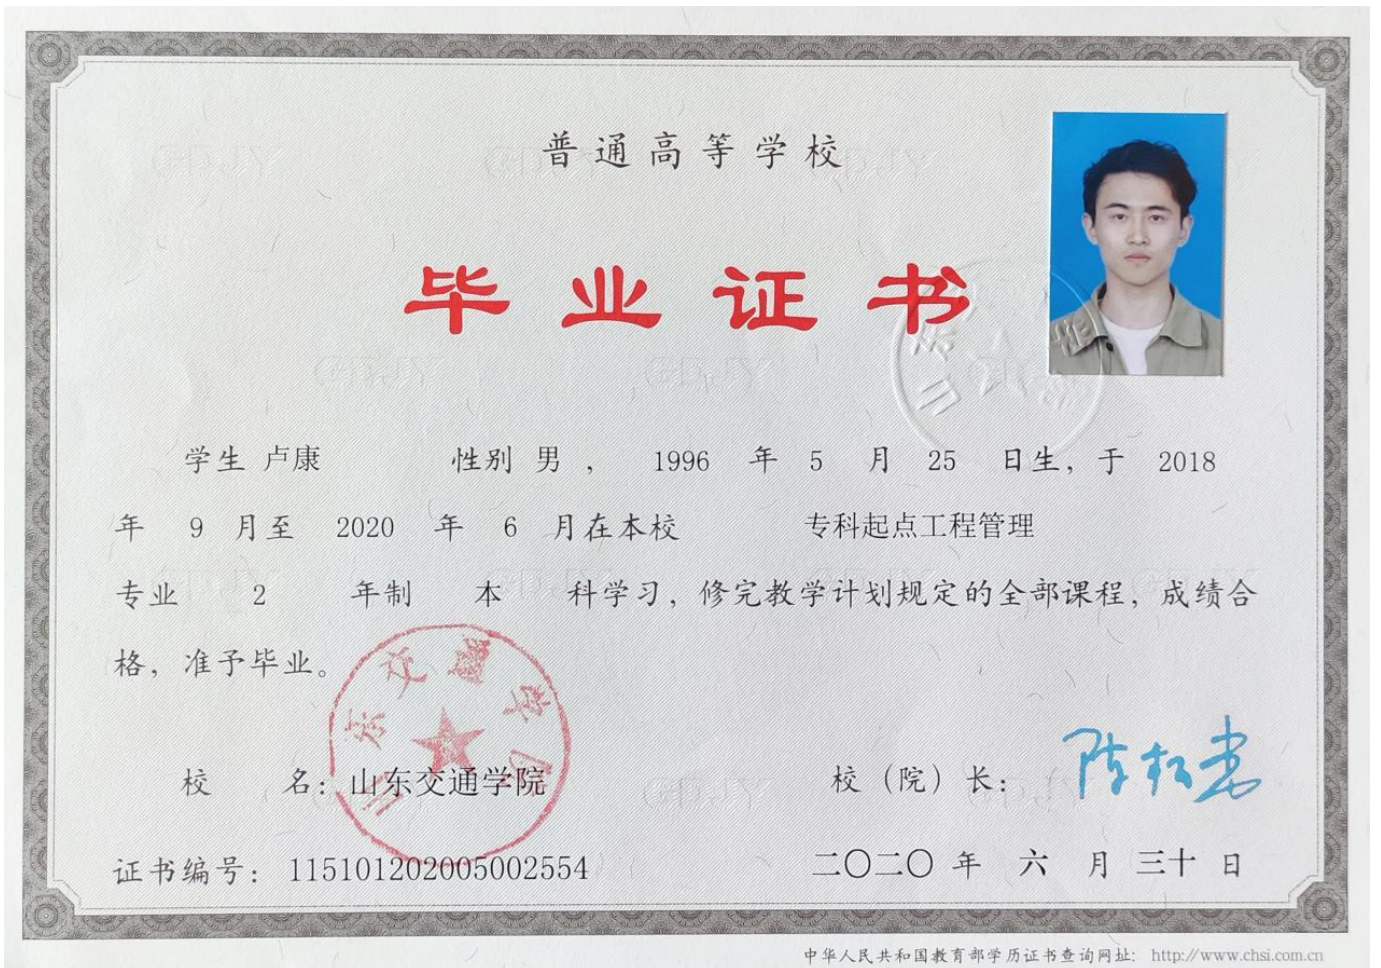 普通高等学校
毕业证书
学生 卢康 性别 男 ， 1996 年 5 月 25 日生，于 2018
年 9 月至 2020 年 6 月在本校 专科起点工程管理
专业 2 年制 本 科学习，修完教学计划规定的全部课程，成绩合
格，准予毕业。
山东交通学院
校 名：山东交通学院
校（院）长：
证书编号：115101202005002554
二〇二〇 年 六 月 三十 日
中华人民共和国教育部学历证书查询网址：http://www.chsi.com.cn